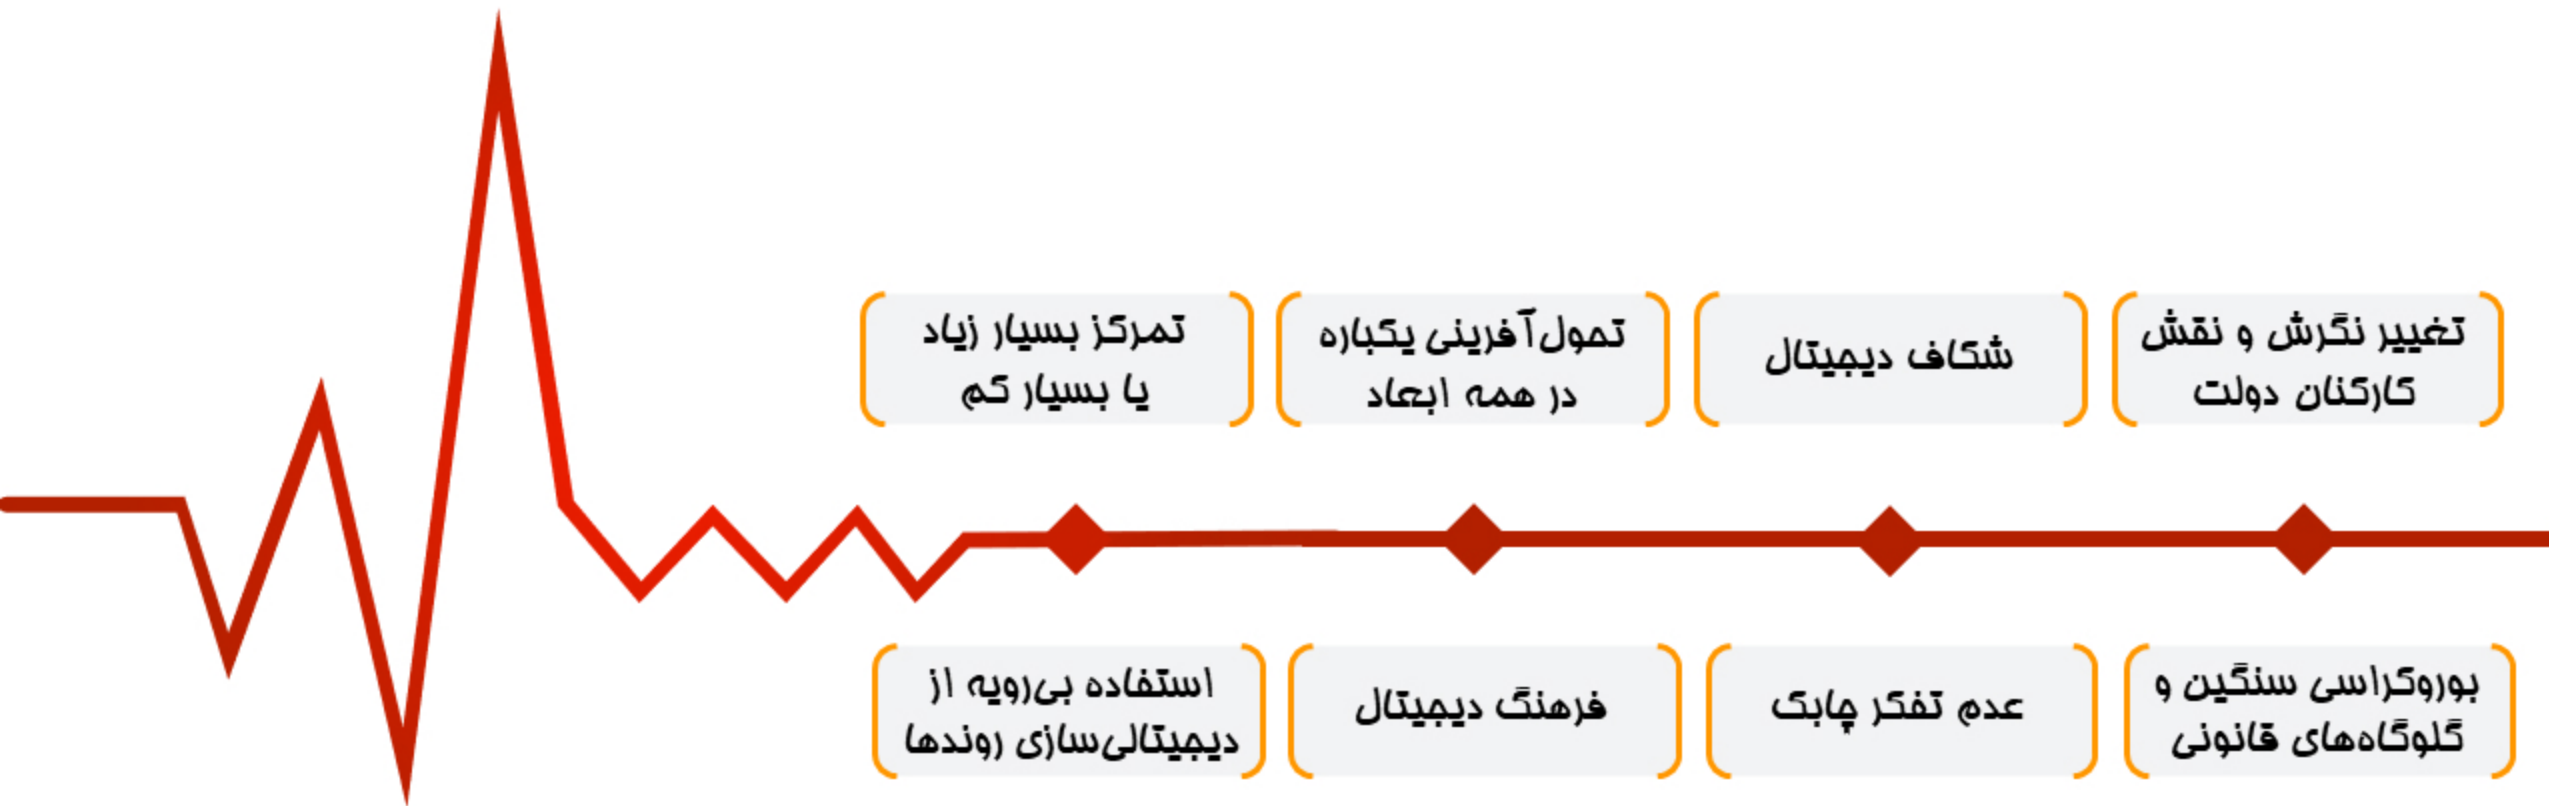 تغییر نگرش و نقش
کارکنان دولت
شکاف دیجیتال
تحول‌آفرینی یکباره
در همه ابعاد
تمرکز بسیار زیاد
یا بسیار کم
بوروکراسی سنگین و
گلوگاه‌های قانونی
عدم تفکر چابک
فرهنگ دیجیتال
استفاده بی‌رویه از
دیجیتالی‌سازی روندها